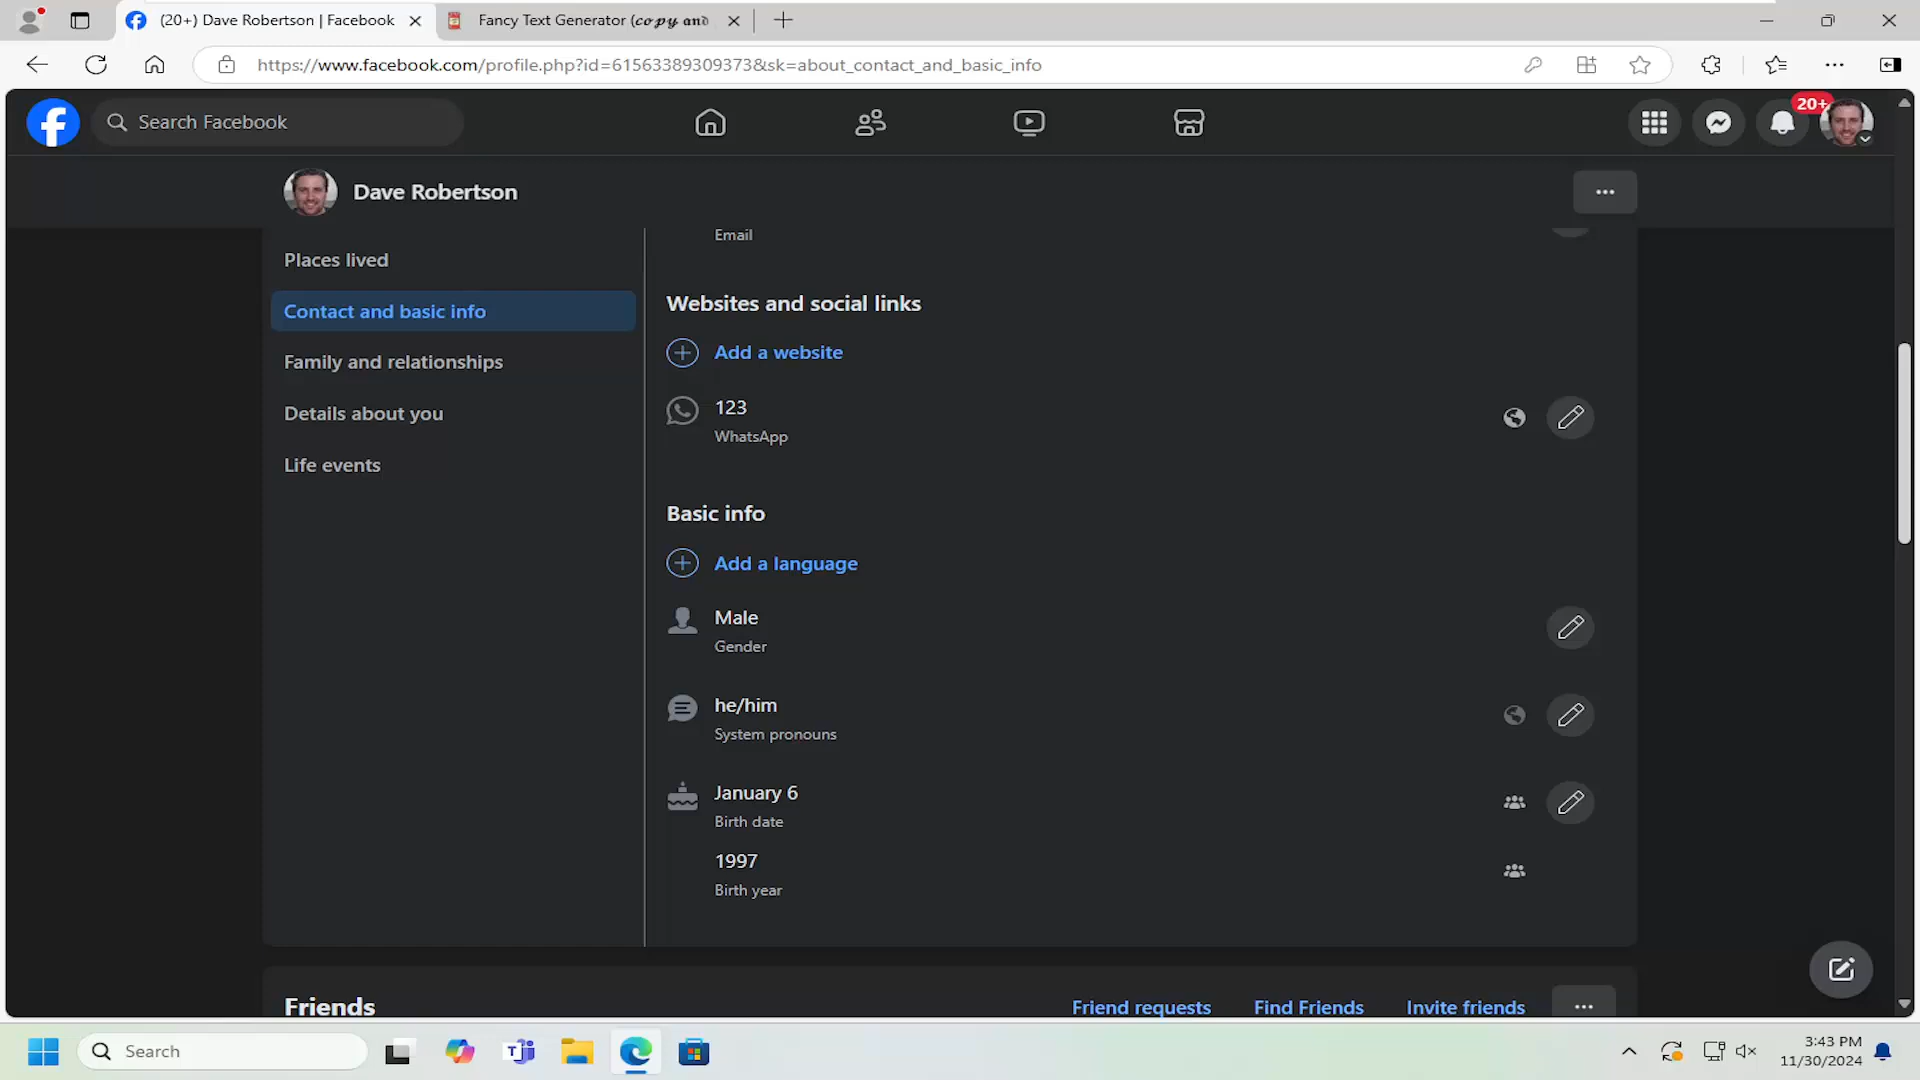 (20+) Dave Robertson | Facebook
Fancy Text Generator (𝓬𝓸𝓹𝔂 𝖆𝖓𝖉
https://www.facebook.com/profile.php?id=61563389309373&sk=about_contact_and_basic_info
Search Facebook
20+
Dave Robertson
...
Email
Places lived
Contact and basic info
Family and relationships
Details about you
Life events
Websites and social links
Add a website
123
WhatsApp
Basic info
Add a language
Male
Gender
he/him
System pronouns
January 6
Birth date
1997
Birth year
Friends
Friend requests
Find Friends
Invite friends
...
Search
3:43 PM
11/30/2024